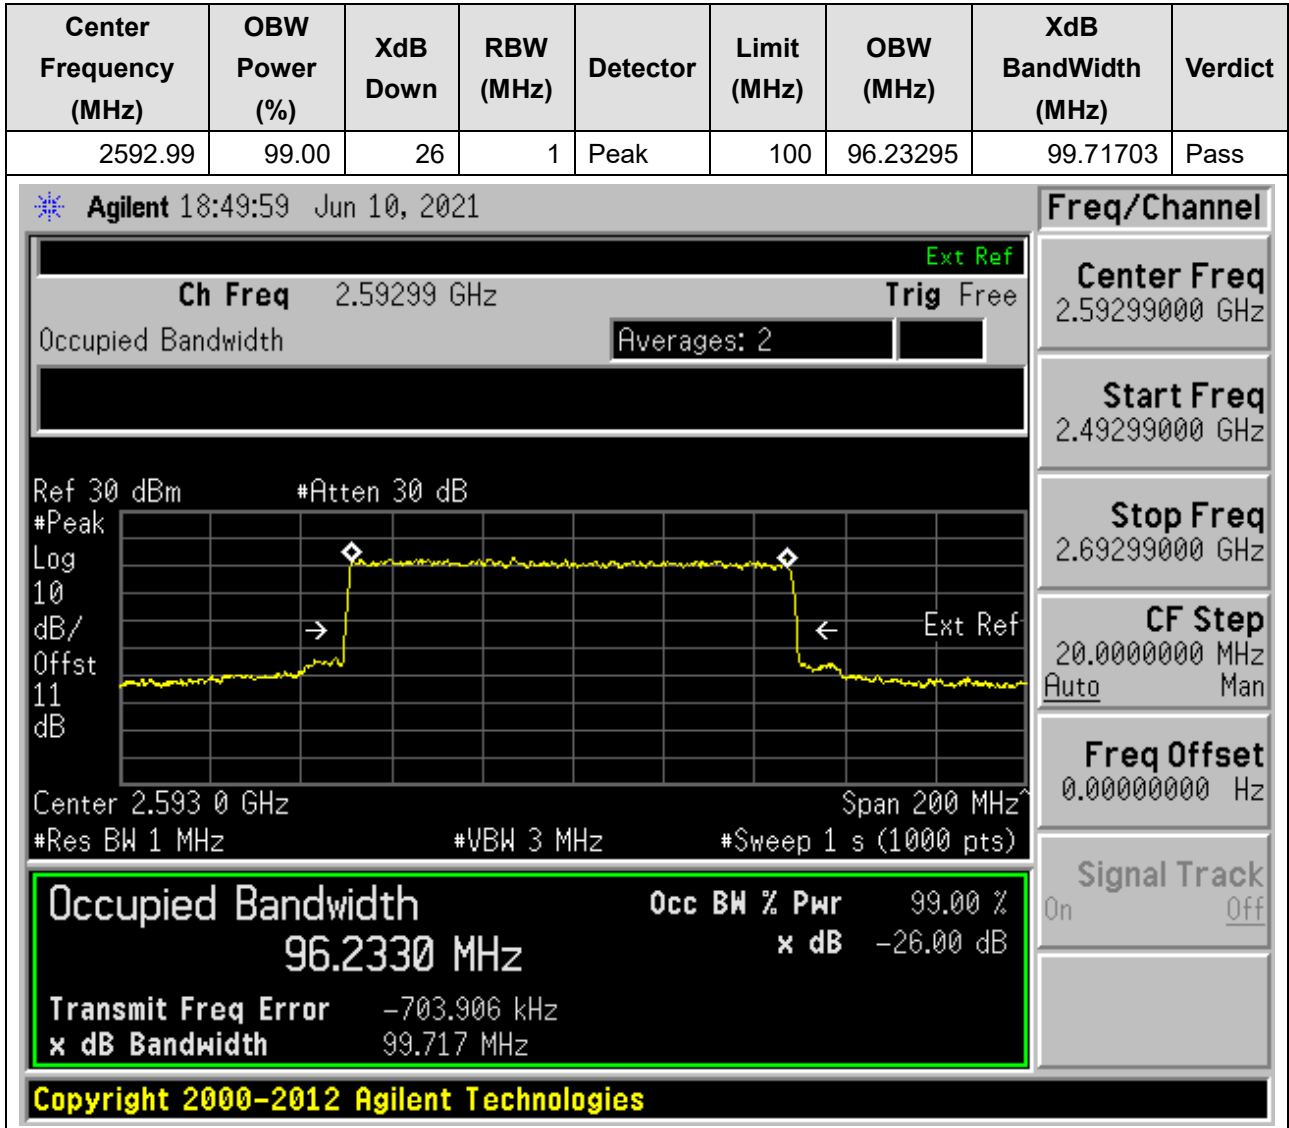 Center Frequency (MHz) OBW Power (%) XdB Down RBW (MHz) Detector Limit (MHz) OBW (MHz) XdB BandWidth (MHz) Verdict
2592.99 99.00 26 1 Peak 100 96.23295 99.71703 Pass
Agilent 18:49:59 Jun 10, 2021
Freq/Channel
Ext Ref
Ch Freq 2.59299 GHz Trig Free
Occupied Bandwidth Averages: 2
Ref 30 dBm #Atten 30 dB
#Peak
Log
10
dB/
Offst
11
dB
Ext Ref
Center 2.593 0 GHz Span 200 MHz^
#Res BW 1 MHz #VBW 3 MHz #Sweep 1 s (1000 pts)
Occupied Bandwidth Occ BW % Pwr 99.00 %
96.2330 MHz x dB -26.00 dB
Transmit Freq Error -703.906 kHz
x dB Bandwidth 99.717 MHz
Copyright 2000-2012 Agilent Technologies
Center Freq
2.59299000 GHz
Start Freq
2.49299000 GHz
Stop Freq
2.69299000 GHz
CF Step
20.0000000 MHz
Auto Man
Freq Offset
0.00000000 Hz
Signal Track
On Off